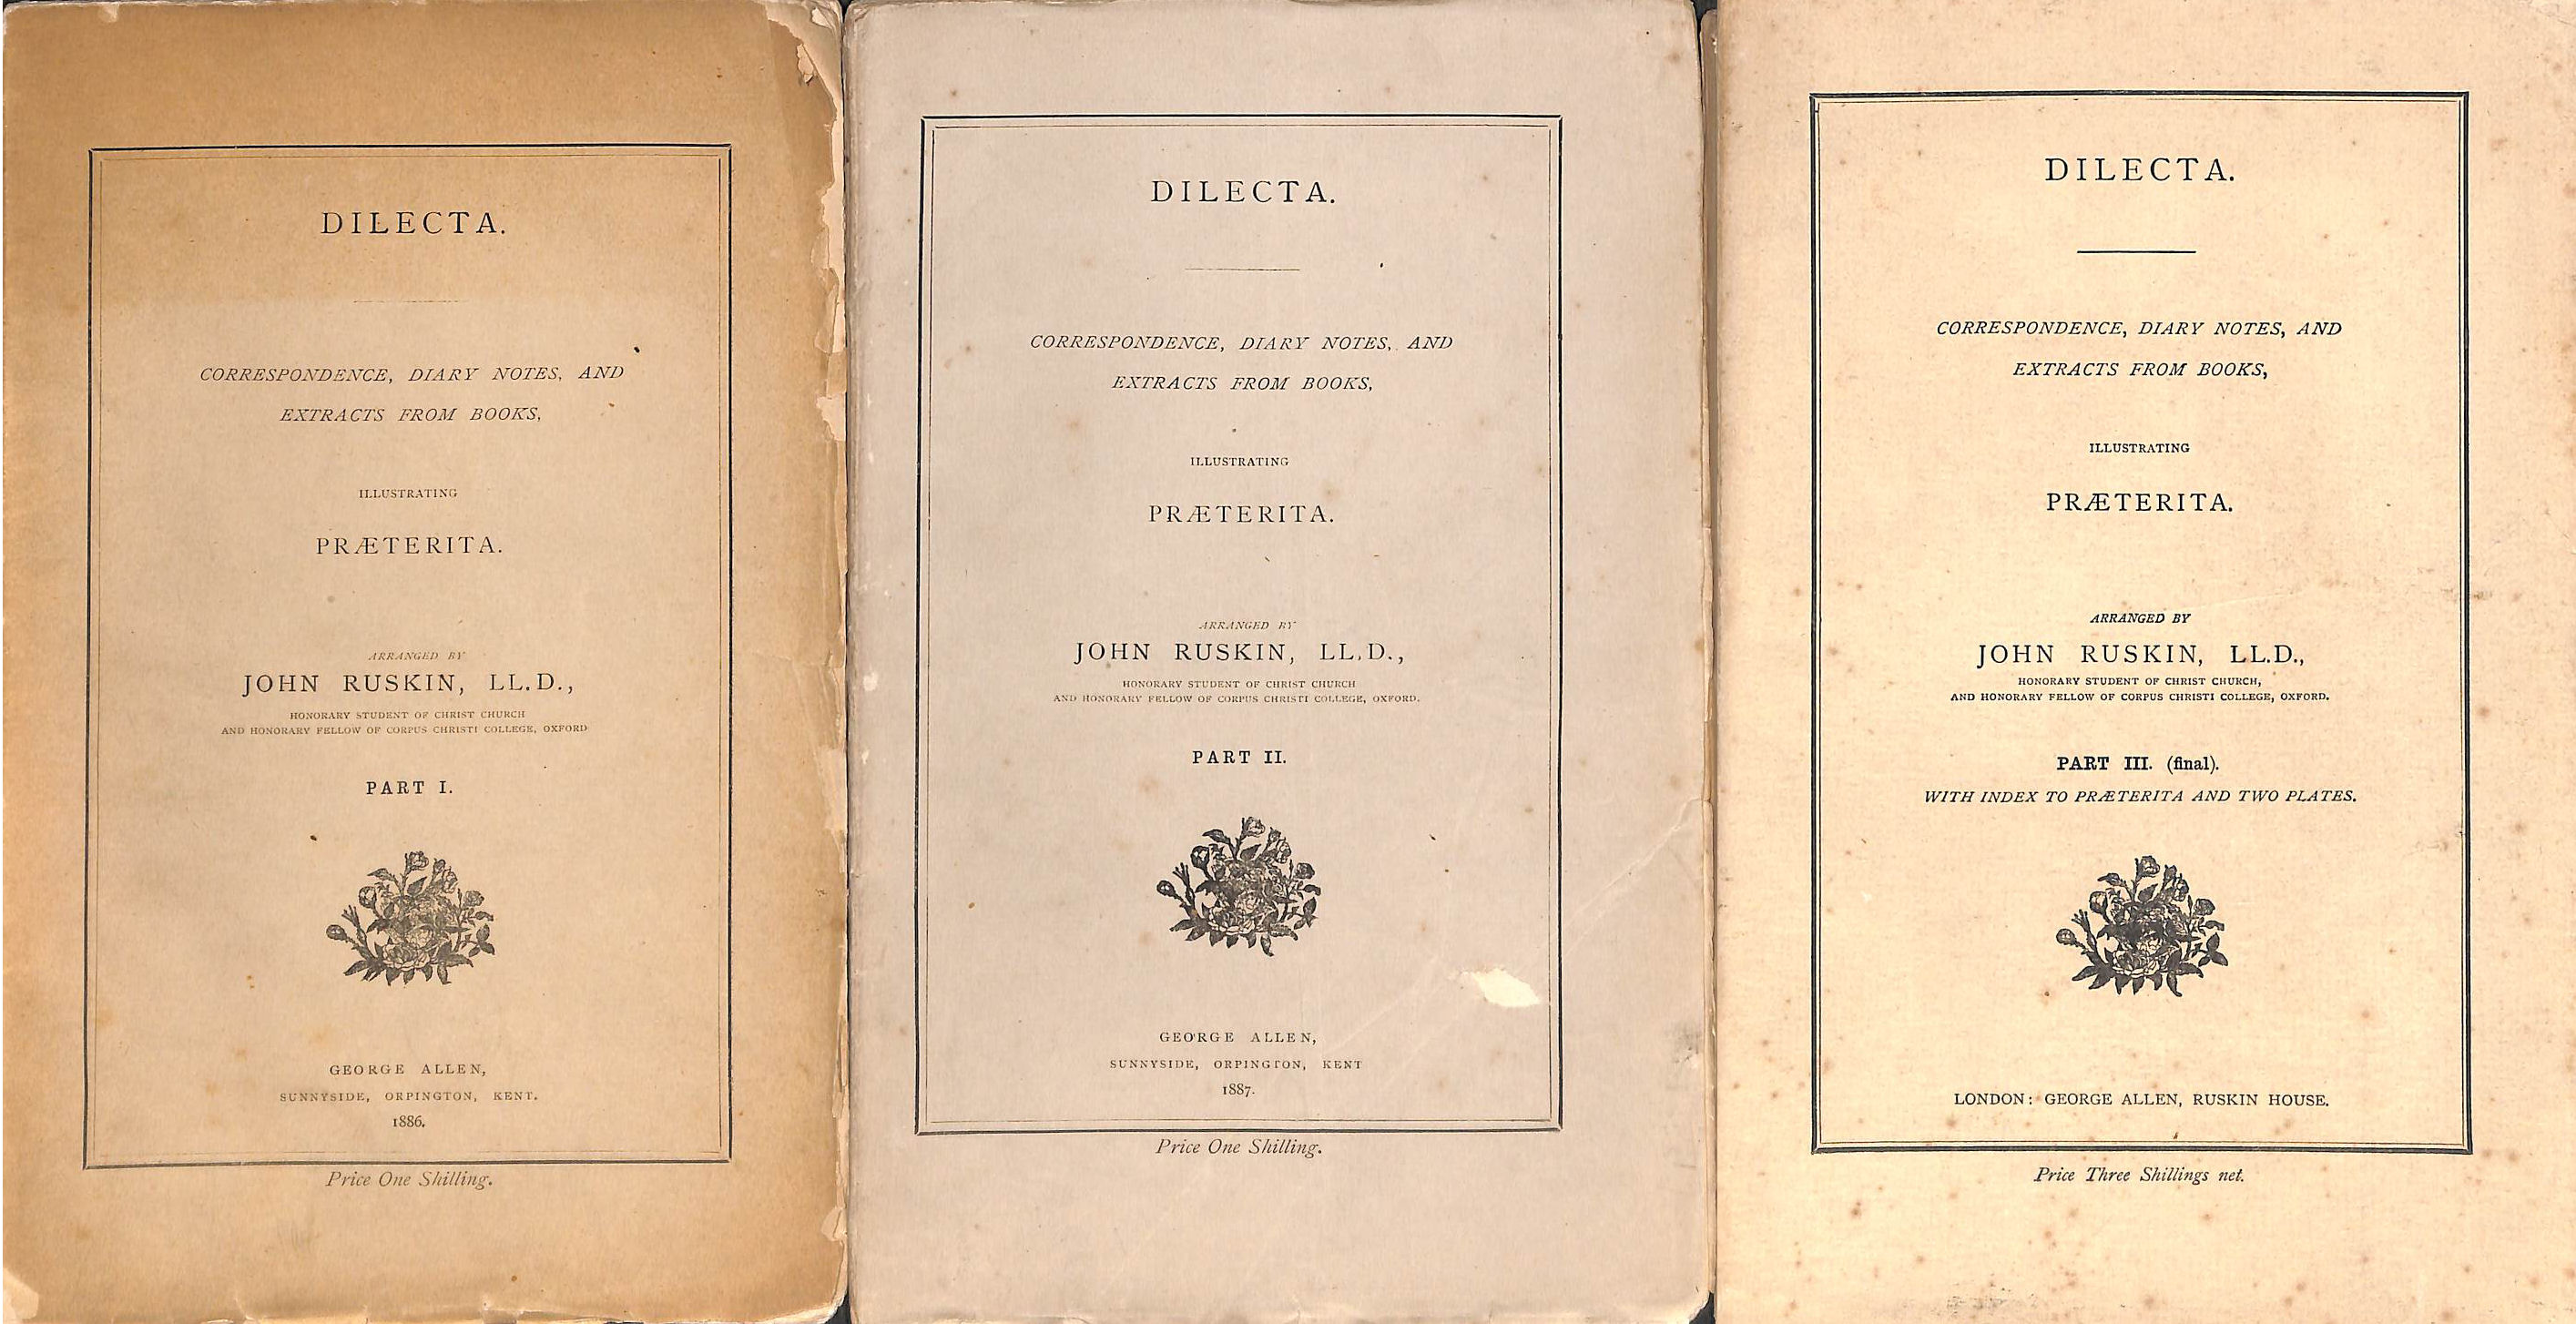 DILECTA.
CORRESPONDENCE, DIARY NOTES, AND
EXTRACTS FROM BOOKS,
ILLUSTRATING
PRÆTERITA.
ARRANGED BY
JOHN RUSKIN, LL.D.,
HONORARY STUDENT OF CHRIST CHURCH
AND HONORARY FELLOW OF CORPUS CHRISTI COLLEGE, OXFORD
PART I.
GEORGE ALLEN,
SUNNYSIDE, ORPINGTON, KENT.
1886.
Price One Shilling.
DILECTA.
CORRESPONDENCE, DIARY NOTES, AND
EXTRACTS FROM BOOKS,
ILLUSTRATING
PRÆTERITA.
ARRANGED BY
JOHN RUSKIN, LL.D.,
HONORARY STUDENT OF CHRIST CHURCH
AND HONORARY FELLOW OF CORPUS CHRISTI COLLEGE, OXFORD.
PART II.
GEORGE ALLEN,
SUNNYSIDE, ORPINGTON, KENT
1887.
Price One Shilling.
DILECTA.
CORRESPONDENCE, DIARY NOTES, AND
EXTRACTS FROM BOOKS,
ILLUSTRATING
PRÆTERITA.
ARRANGED BY
JOHN RUSKIN, LL.D.,
HONORARY STUDENT OF CHRIST CHURCH,
AND HONORARY FELLOW OF CORPUS CHRISTI COLLEGE, OXFORD.
PART III. (final).
WITH INDEX TO PRÆTERITA AND TWO PLATES.
LONDON: GEORGE ALLEN, RUSKIN HOUSE.
Price Three Shillings net.